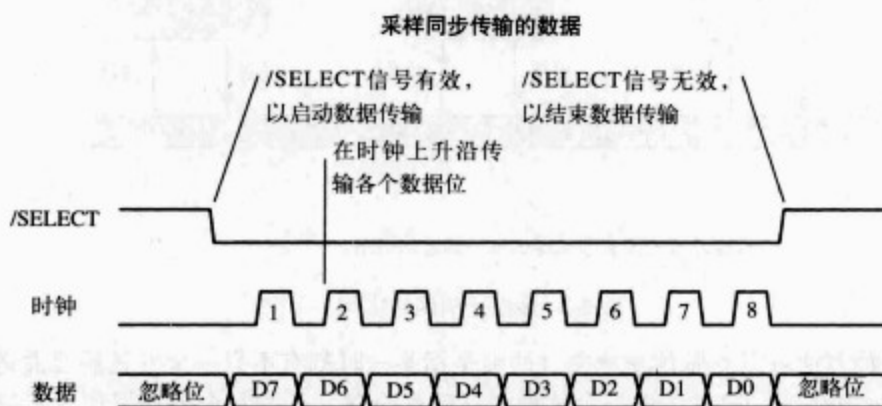 采样同步传输的数据
/SELECT信号有效，
以启动数据传输
/SELECT信号无效，
以结束数据传输
在时钟上升沿传
输各个数据位
/SELECT
时钟 1 2 3 4 5 6 7 8
数据 忽略位 D7 D6 D5 D4 D3 D2 D1 D0 忽略位